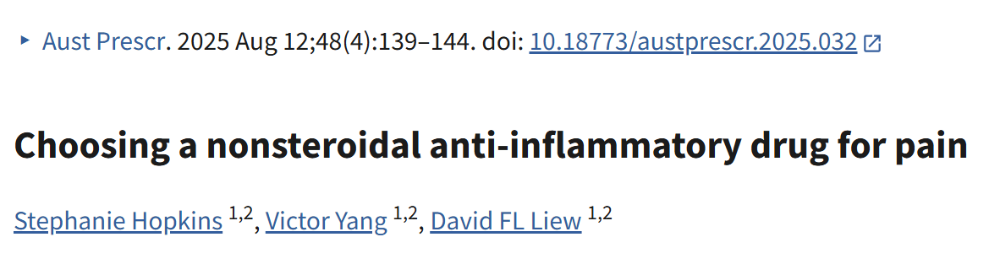 ▸ Aust Prescr. 2025 Aug 12;48(4):139–144. doi: 10.18773/austprescr.2025.032
Choosing a nonsteroidal anti-inflammatory drug for pain
Stephanie Hopkins 1,2, Victor Yang 1,2, David FL Liew 1,2